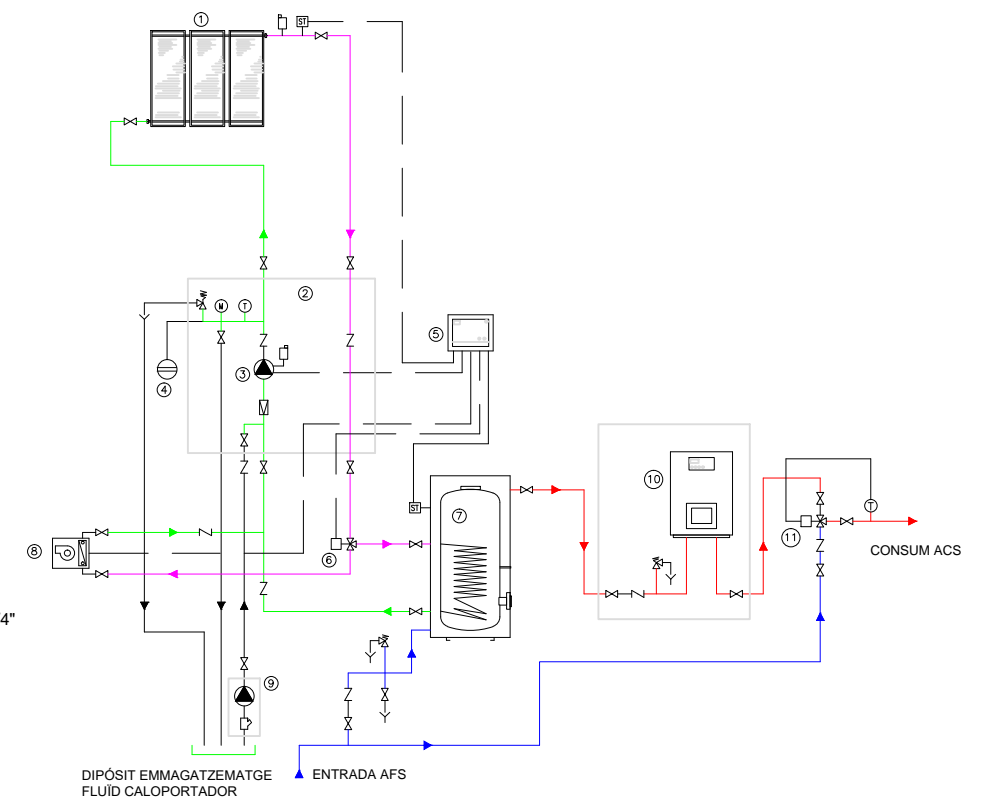 1
ST
2
M
T
5
3
4
10
7
ST
T
8
6
11
CONSUM ACS
4"
9
DIPÓSIT EMMAGATZEMATGE
FLUÏD CALOPORTADOR
ENTRADA AFS